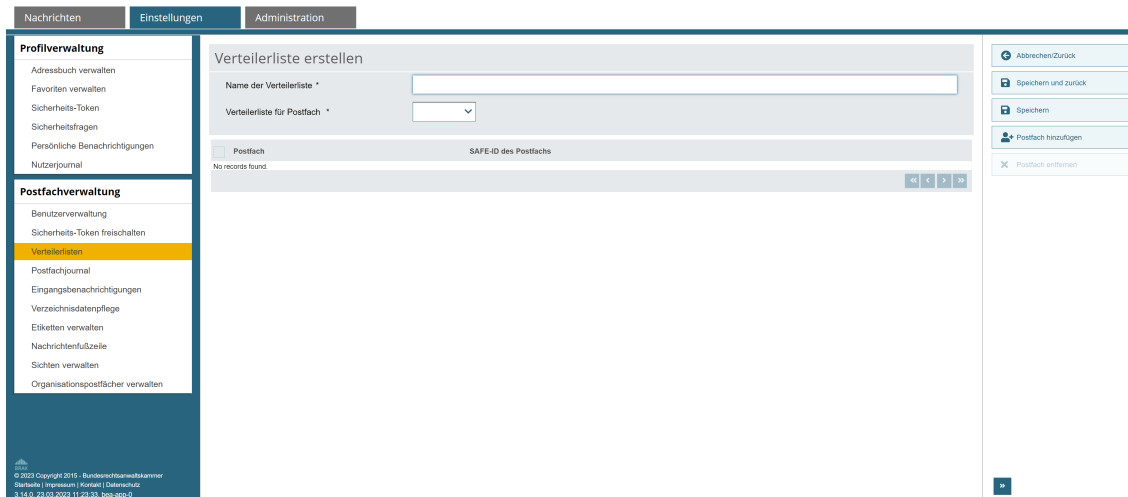 Nachrichten
Einstellungen
Administration
Profilverwaltung
Adressbuch verwalten
Favoriten verwalten
Sicherheits-Token
Sicherheitsfragen
Persönliche Benachrichtigungen
Nutzerjournal
Postfachverwaltung
Benutzerverwaltung
Sicherheits-Token freischalten
Verteilerlisten
Postfachjournal
Eingangsbenachrichtigungen
Verzeichnisdatenpflege
Etiketten verwalten
Nachrichtenfußzeile
Sichten verwalten
Organisationspostfächer verwalten
BRAK
© 2023 Copyright 2015 - Bundesrechtsanwaltskammer
Startseite | Impressum | Kontakt | Datenschutz
3.14.0, 23.03.2023 11:23:33, bea-app-0
Verteilerliste erstellen
Name der Verteilerliste *
Verteilerliste für Postfach *
Postfach SAFE-ID des Postfachs
No records found.
Abbrechen/Zurück
Speichern und zurück
Speichern
Postfach hinzufügen
Postfach entfernen